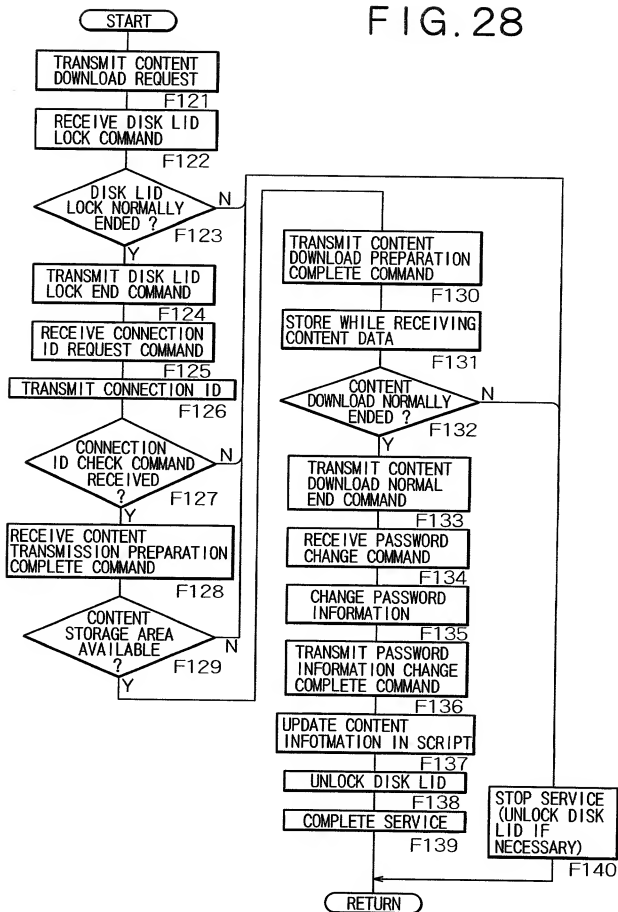 FIG. 28
START
TRANSMIT CONTENT
DOWNLOAD REQUEST
F121
RECEIVE DISK LID
LOCK COMMAND
F122
DISK LID
LOCK NORMALLY
ENDED ?
N
F123
Y
TRANSMIT DISK LID
LOCK END COMMAND
F124
RECEIVE CONNECTION
ID REQUEST COMMAND
F125
TRANSMIT CONNECTION ID
F126
CONNECTION
ID CHECK COMMAND
RECEIVED
?
N
F127
Y
RECEIVE CONTENT
TRANSMISSION PREPARATION
COMPLETE COMMAND
F128
CONTENT
STORAGE AREA
AVAILABLE
?
N
F129
Y
TRANSMIT CONTENT
DOWNLOAD PREPARATION
COMPLETE COMMAND
F130
STORE WHILE RECEIVING
CONTENT DATA
F131
CONTENT
DOWNLOAD NORMALLY
ENDED ?
N
F132
Y
TRANSMIT CONTENT
DOWNLOAD NORMAL
END COMMAND
F133
RECEIVE PASSWORD
CHANGE COMMAND
F134
CHANGE PASSWORD
INFORMATION
F135
TRANSMIT PASSWORD
INFORMATION CHANGE
COMPLETE COMMAND
F136
UPDATE CONTENT
INFOTMATION IN SCRIPT
F137
UNLOCK DISK LID
F138
COMPLETE SERVICE
F139
STOP SERVICE
(UNLOCK DISK
LID IF
NECESSARY)
F140
RETURN